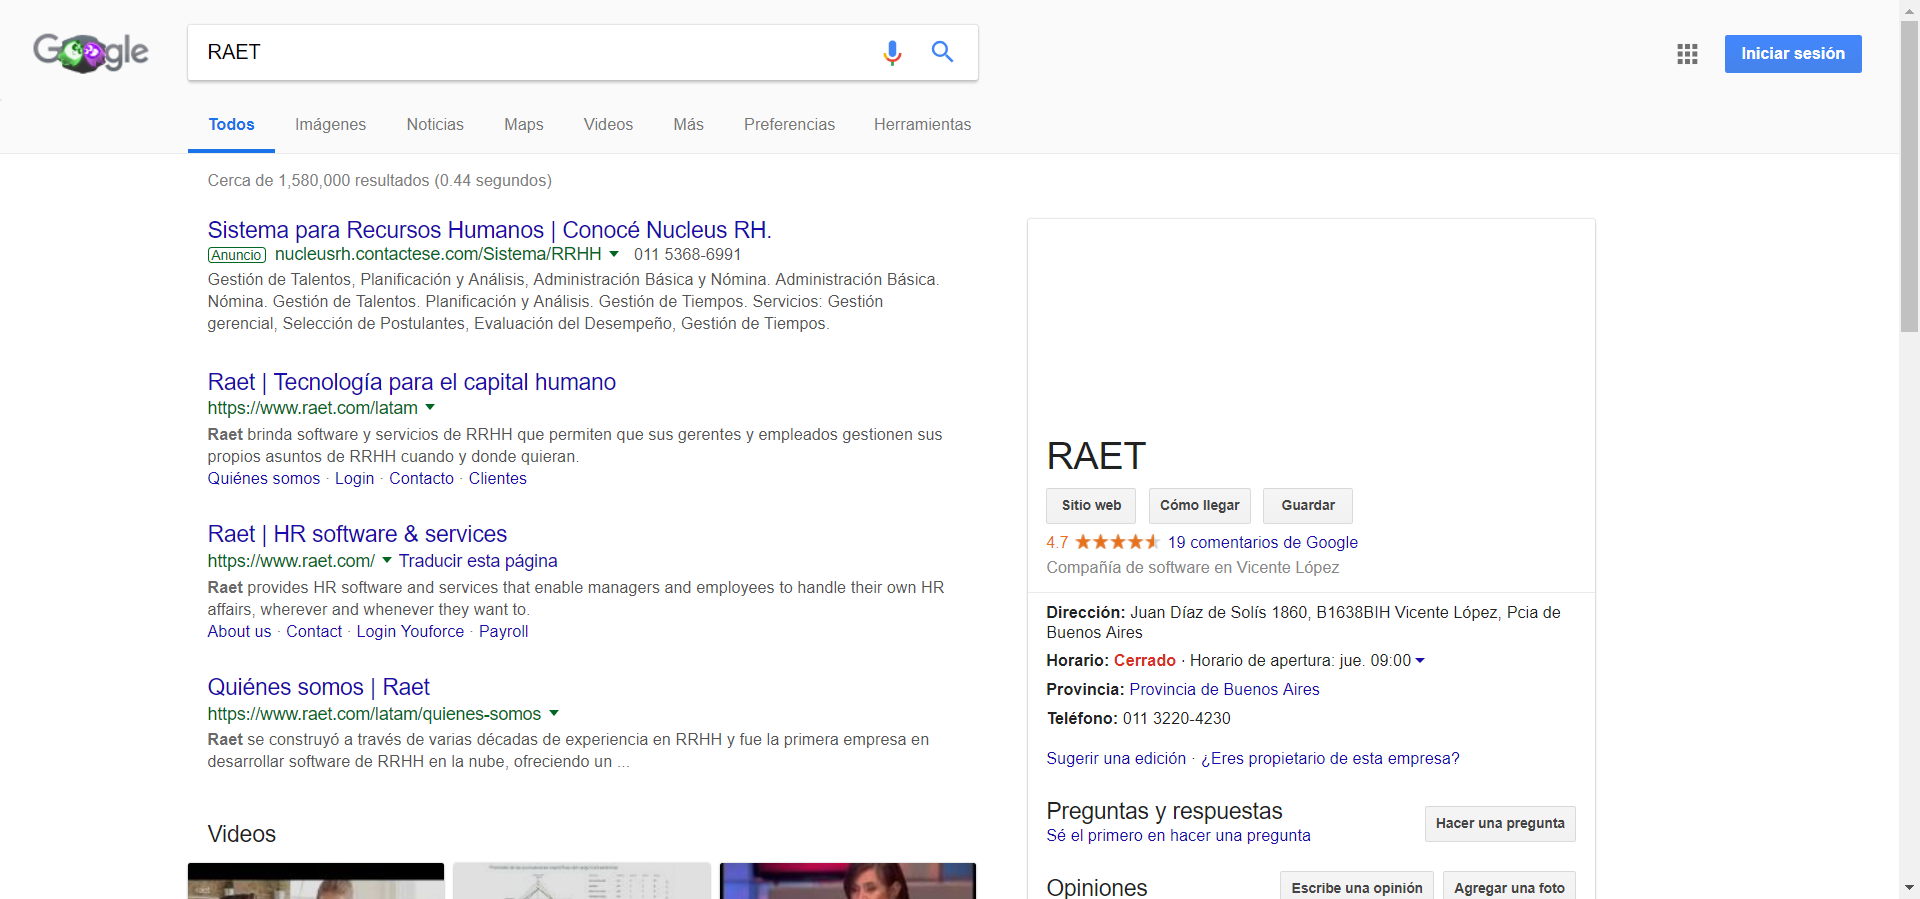 Google
RAET
Iniciar sesión
Todos
Imágenes
Noticias
Maps
Videos
Más
Preferencias
Herramientas
Cerca de 1,580,000 resultados (0.44 segundos)
Sistema para Recursos Humanos | Conocé Nucleus RH.
Anuncio nucleusrh.contactese.com/Sistema/RRHH 011 5368-6991
Gestión de Talentos, Planificación y Análisis, Administración Básica y Nómina. Administración Básica.
Nómina. Gestión de Talentos. Planificación y Análisis. Gestión de Tiempos. Servicios: Gestión
gerencial, Selección de Postulantes, Evaluación del Desempeño, Gestión de Tiempos.
Raet | Tecnología para el capital humano
https://www.raet.com/latam
Raet brinda software y servicios de RRHH que permiten que sus gerentes y empleados gestionen sus
propios asuntos de RRHH cuando y donde quieran.
Quiénes somos · Login · Contacto · Clientes
Raet | HR software & services
https://www.raet.com/ Traducir esta página
Raet provides HR software and services that enable managers and employees to handle their own HR
affairs, wherever and whenever they want to.
About us · Contact · Login Youforce · Payroll
Quiénes somos | Raet
https://www.raet.com/latam/quienes-somos
Raet se construyó a través de varias décadas de experiencia en RRHH y fue la primera empresa en
desarrollar software de RRHH en la nube, ofreciendo un ...
Videos
RAET
Sitio web
Cómo llegar
Guardar
4.7 19 comentarios de Google
Compañía de software en Vicente López
Dirección: Juan Díaz de Solís 1860, B1638BIH Vicente López, Pcia de
Buenos Aires
Horario: Cerrado · Horario de apertura: jue. 09:00
Provincia: Provincia de Buenos Aires
Teléfono: 011 3220-4230
Sugerir una edición · ¿Eres propietario de esta empresa?
Preguntas y respuestas
Sé el primero en hacer una pregunta
Hacer una pregunta
Opiniones
Escribe una opinión
Agregar una foto